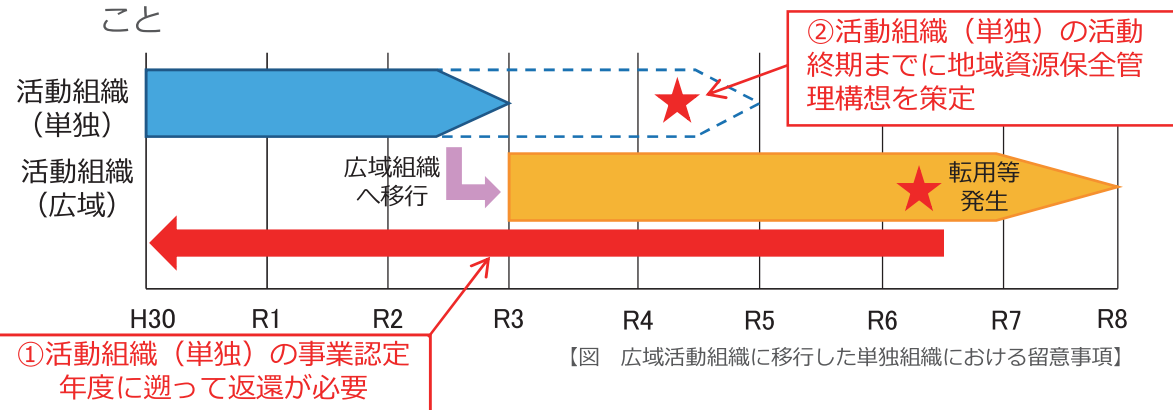 こと
②活動組織（単独）の活動
終期までに地域資源保全管
理構想を策定
活動組織
（単独）
活動組織
（広域）
広域組織
へ移行
転用等
発生
H30 R1 R2 R3 R4 R5 R6 R7 R8
①活動組織（単独）の事業認定
年度に遡って返還が必要
【図　広域活動組織に移行した単独組織における留意事項】